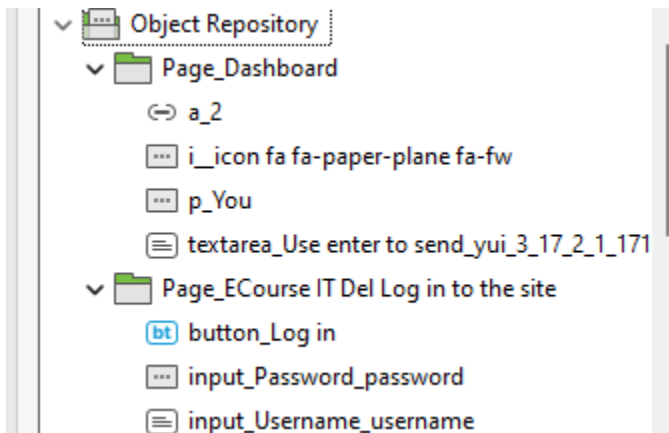 Object Repository
Page_Dashboard
a_2
i__icon fa fa-paper-plane fa-fw
p_You
textarea_Use enter to send_yui_3_17_2_1_171
Page_ECourse IT Del Log in to the site
bt button_Log in
input_Password_password
input_Username_username